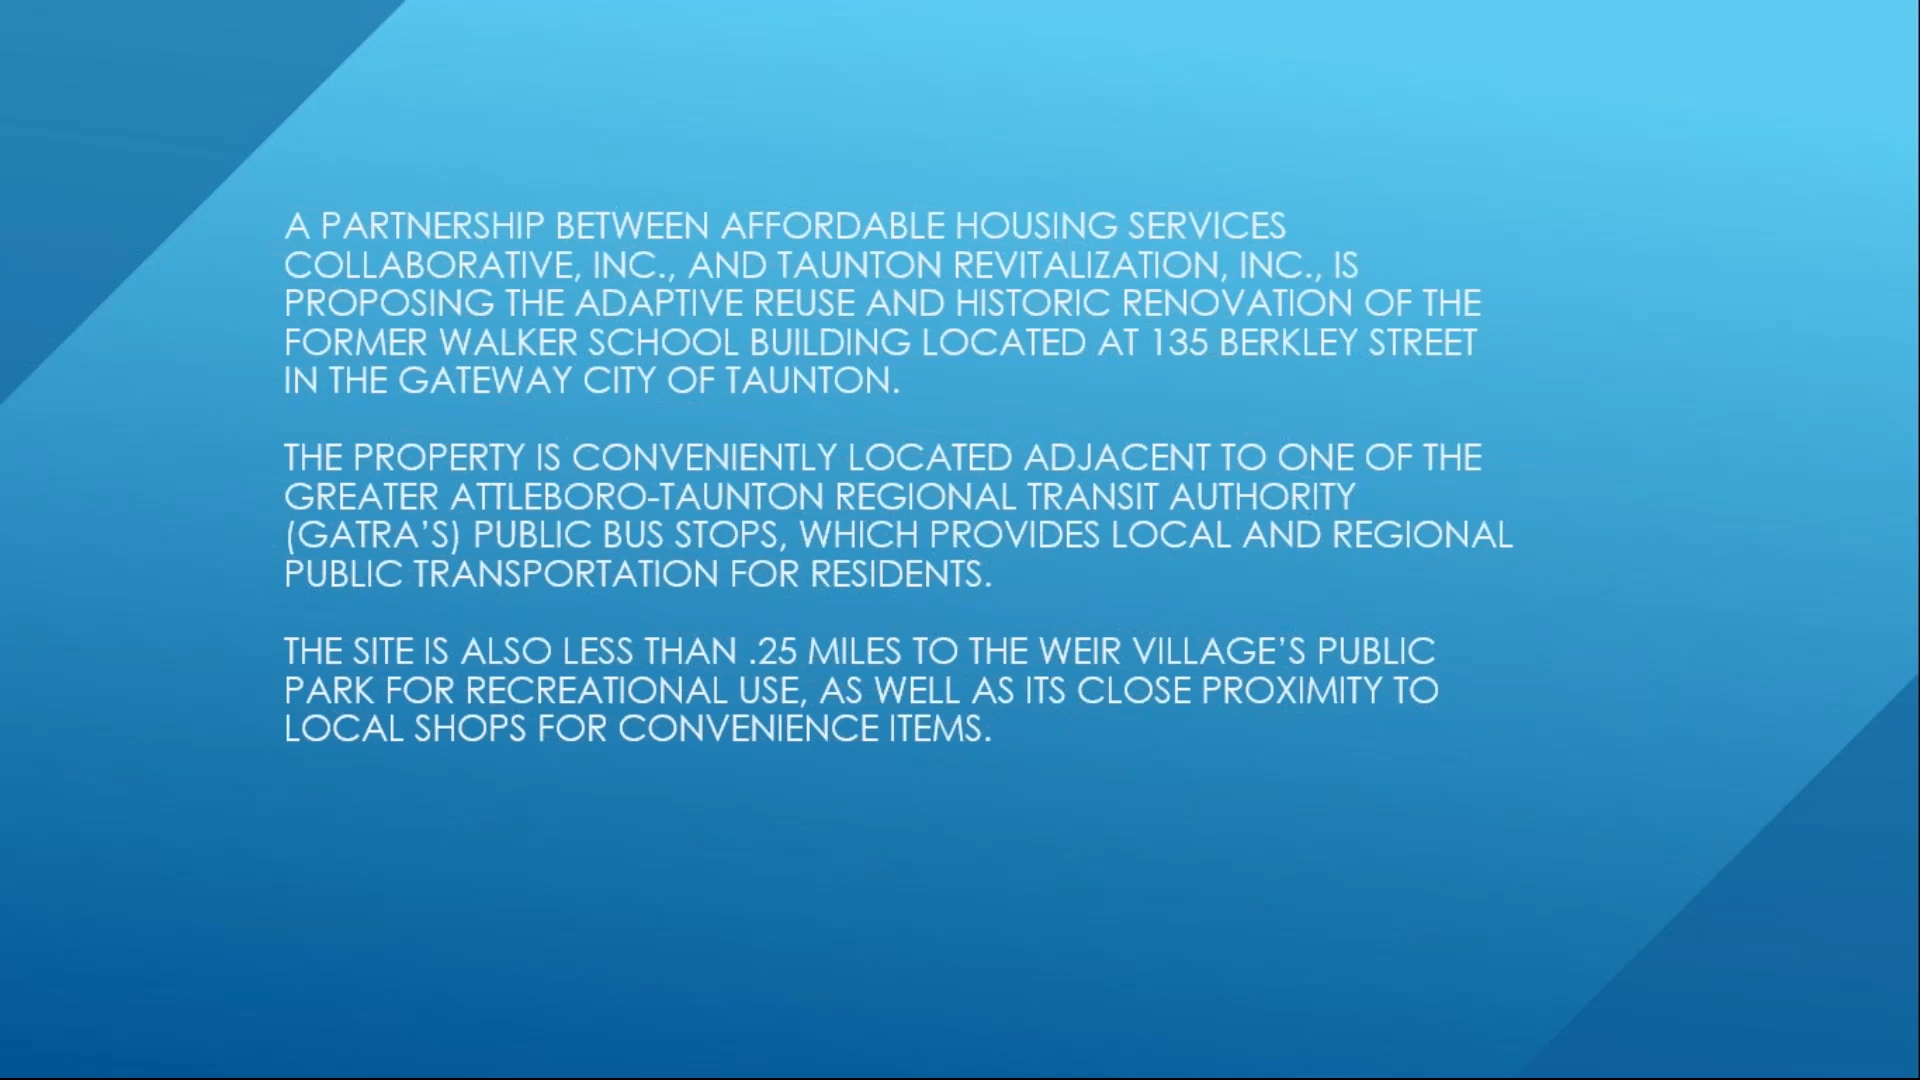 A PARTNERSHIP BETWEEN AFFORDABLE HOUSING SERVICES
COLLABORATIVE, INC., AND TAUNTON REVITALIZATION, INC., IS
PROPOSING THE ADAPTIVE REUSE AND HISTORIC RENOVATION OF THE
FORMER WALKER SCHOOL BUILDING LOCATED AT 135 BERKLEY STREET
IN THE GATEWAY CITY OF TAUNTON.
THE PROPERTY IS CONVENIENTLY LOCATED ADJACENT TO ONE OF THE
GREATER ATTLEBORO-TAUNTON REGIONAL TRANSIT AUTHORITY
(GATRA’S) PUBLIC BUS STOPS, WHICH PROVIDES LOCAL AND REGIONAL
PUBLIC TRANSPORTATION FOR RESIDENTS.
THE SITE IS ALSO LESS THAN .25 MILES TO THE WEIR VILLAGE’S PUBLIC
PARK FOR RECREATIONAL USE, AS WELL AS ITS CLOSE PROXIMITY TO
LOCAL SHOPS FOR CONVENIENCE ITEMS.